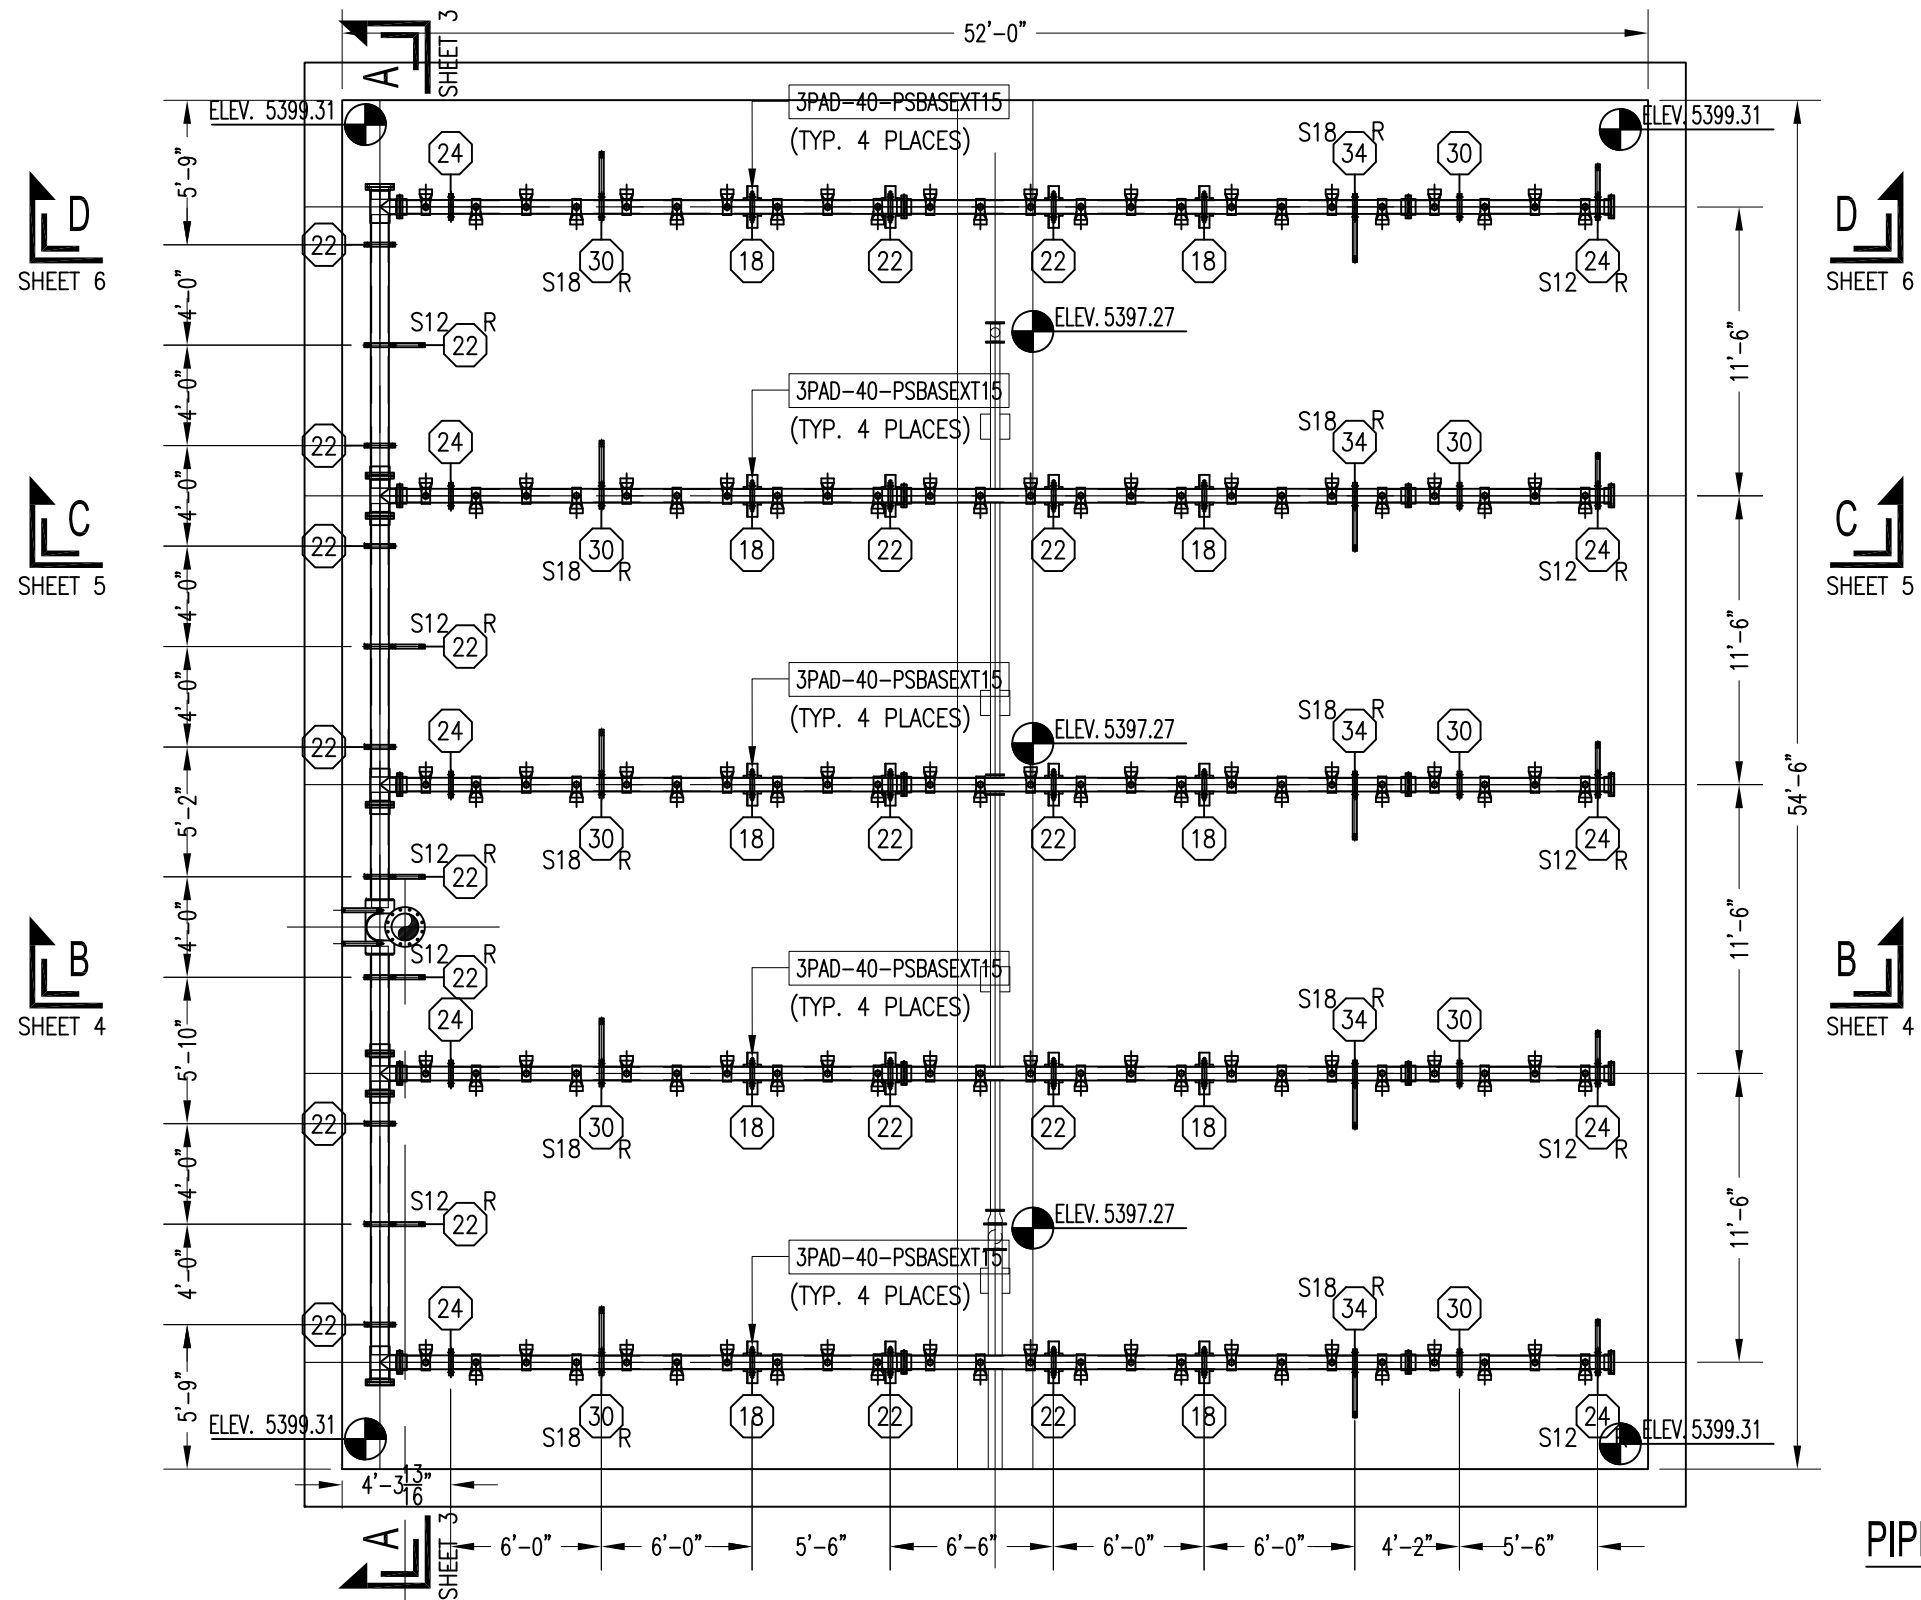 52'-0"
A
SHEET 3
ELEV. 5399.31
3PAD-40-PSBASEXT15
(TYP. 4 PLACES)
ELEV. 5399.31
5'-9"
24
S18 R
34
30
D
SHEET 6
22
30
S18 R
18
22
22
18
24
S12 R
D
SHEET 6
4'-0"
S12 R
22
ELEV. 5397.27
11'-6"
4'-0"
3PAD-40-PSBASEXT15
(TYP. 4 PLACES)
22
24
S18 R
34
30
C
SHEET 5
4'-0"
22
30
S18 R
18
22
22
18
24
S12 R
C
SHEET 5
4'-0"
S12 R
22
11'-6"
4'-0"
3PAD-40-PSBASEXT15
(TYP. 4 PLACES)
22
24
ELEV. 5397.27
S18 R
34
30
54'-6"
5'-2"
30
S18 R
18
22
22
18
24
S12 R
S12 R
22
4'-0"
11'-6"
B
SHEET 4
S12 R
22
3PAD-40-PSBASEXT15
(TYP. 4 PLACES)
B
SHEET 4
24
S18 R
34
30
5'-10"
22
30
S18 R
18
22
22
18
24
S12 R
4'-0"
S12 R
22
ELEV. 5397.27
11'-6"
4'-0"
3PAD-40-PSBASEXT15
(TYP. 4 PLACES)
22
24
S18 R
34
30
5'-9"
30
S18 R
18
22
22
18
24
S12
ELEV. 5399.31
ELEV. 5399.31
4'-3 13/16"
A
SHEET 3
6'-0"
6'-0"
5'-6"
6'-6"
6'-0"
6'-0"
4'-2"
5'-6"